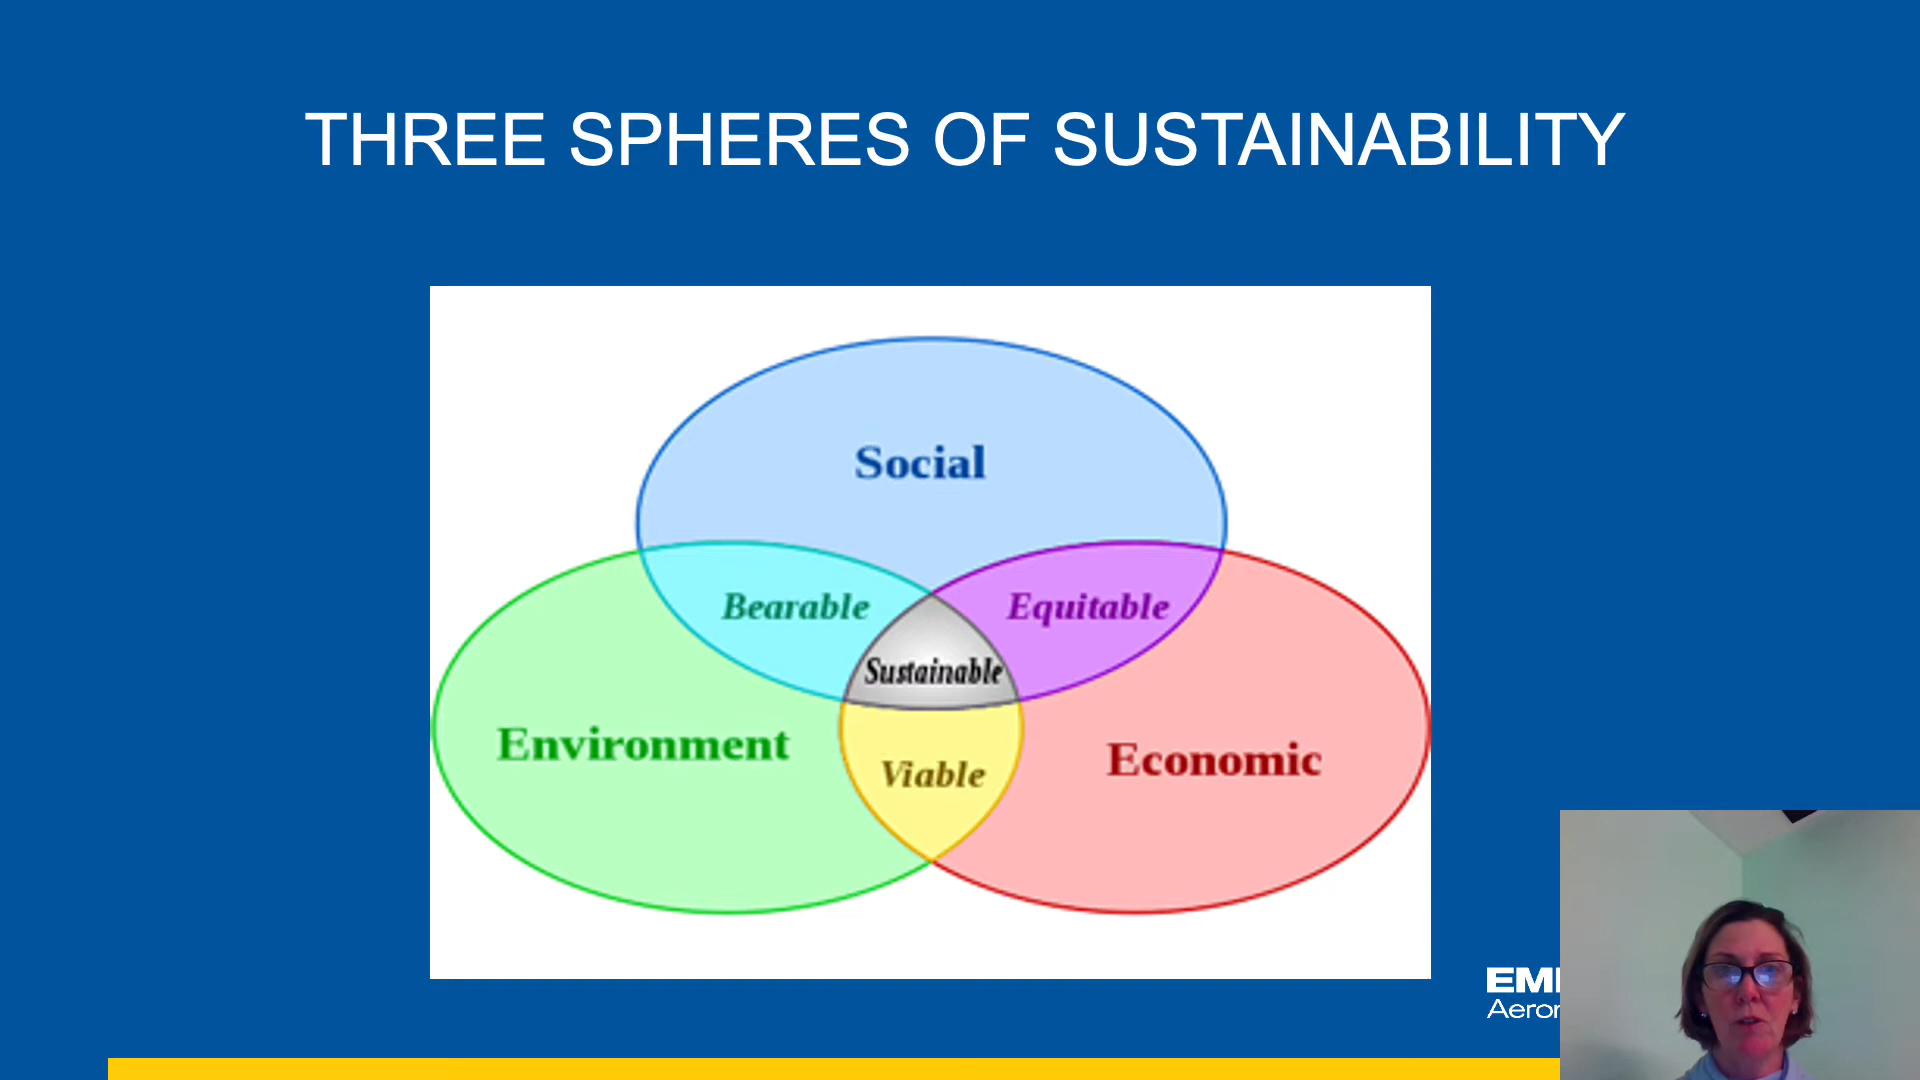 THREE SPHERES OF SUSTAINABILITY
Social
Bearable
Equitable
Sustainable
Environment
Viable
Economic